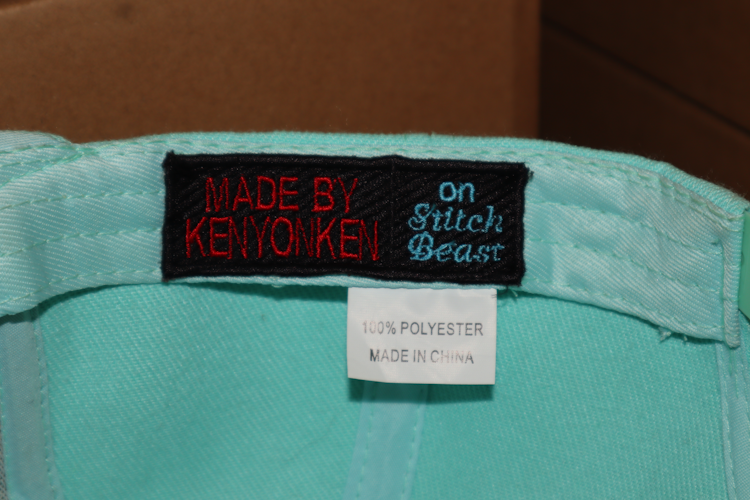 MADE BY
KENYONKEN
on
Stitch
Beast
100% POLYESTER
MADE IN CHINA